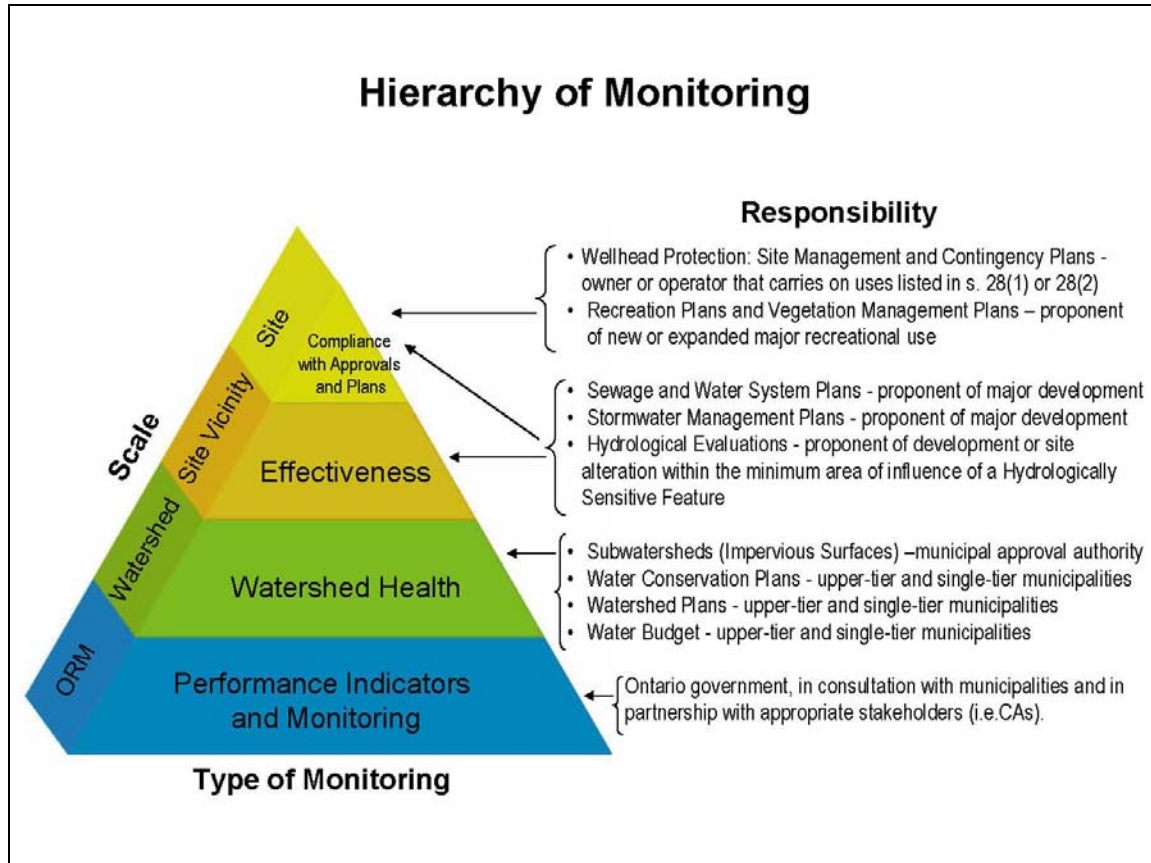 Hierarchy of Monitoring
Responsibility
• Wellhead Protection: Site Management and Contingency Plans -
owner or operator that carries on uses listed in s. 28(1) or 28(2)
• Recreation Plans and Vegetation Management Plans – proponent
of new or expanded major recreational use
• Sewage and Water System Plans - proponent of major development
• Stormwater Management Plans - proponent of major development
• Hydrological Evaluations - proponent of development or site
alteration within the minimum area of influence of a Hydrologically
Sensitive Feature
• Subwatersheds (Impervious Surfaces) –municipal approval authority
• Water Conservation Plans - upper-tier and single-tier municipalities
• Watershed Plans - upper-tier and single-tier municipalities
• Water Budget - upper-tier and single-tier municipalities
Ontario government, in consultation with municipalities and in
partnership with appropriate stakeholders (i.e.CAs).
Scale
Site
Site Vicinity
Watershed
ORM
Compliance
with Approvals
and Plans
Effectiveness
Watershed Health
Performance Indicators
and Monitoring
Type of Monitoring